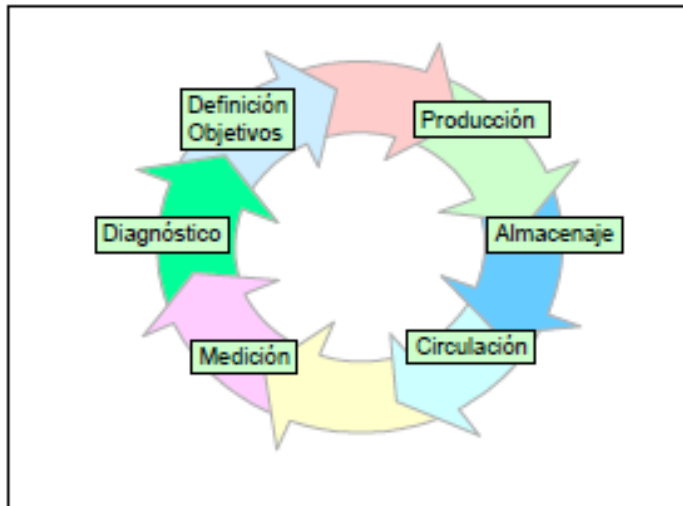 Definición
Objetivos
Producción
Almacenaje
Circulación
Medición
Diagnóstico